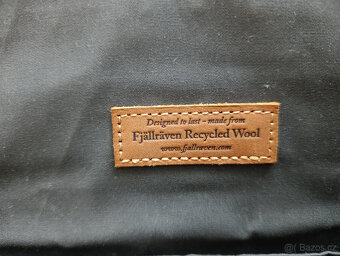 Designed to last - made from
Fjällräven Recycled Wool
www.fjallraven.com
© Bazos.cz